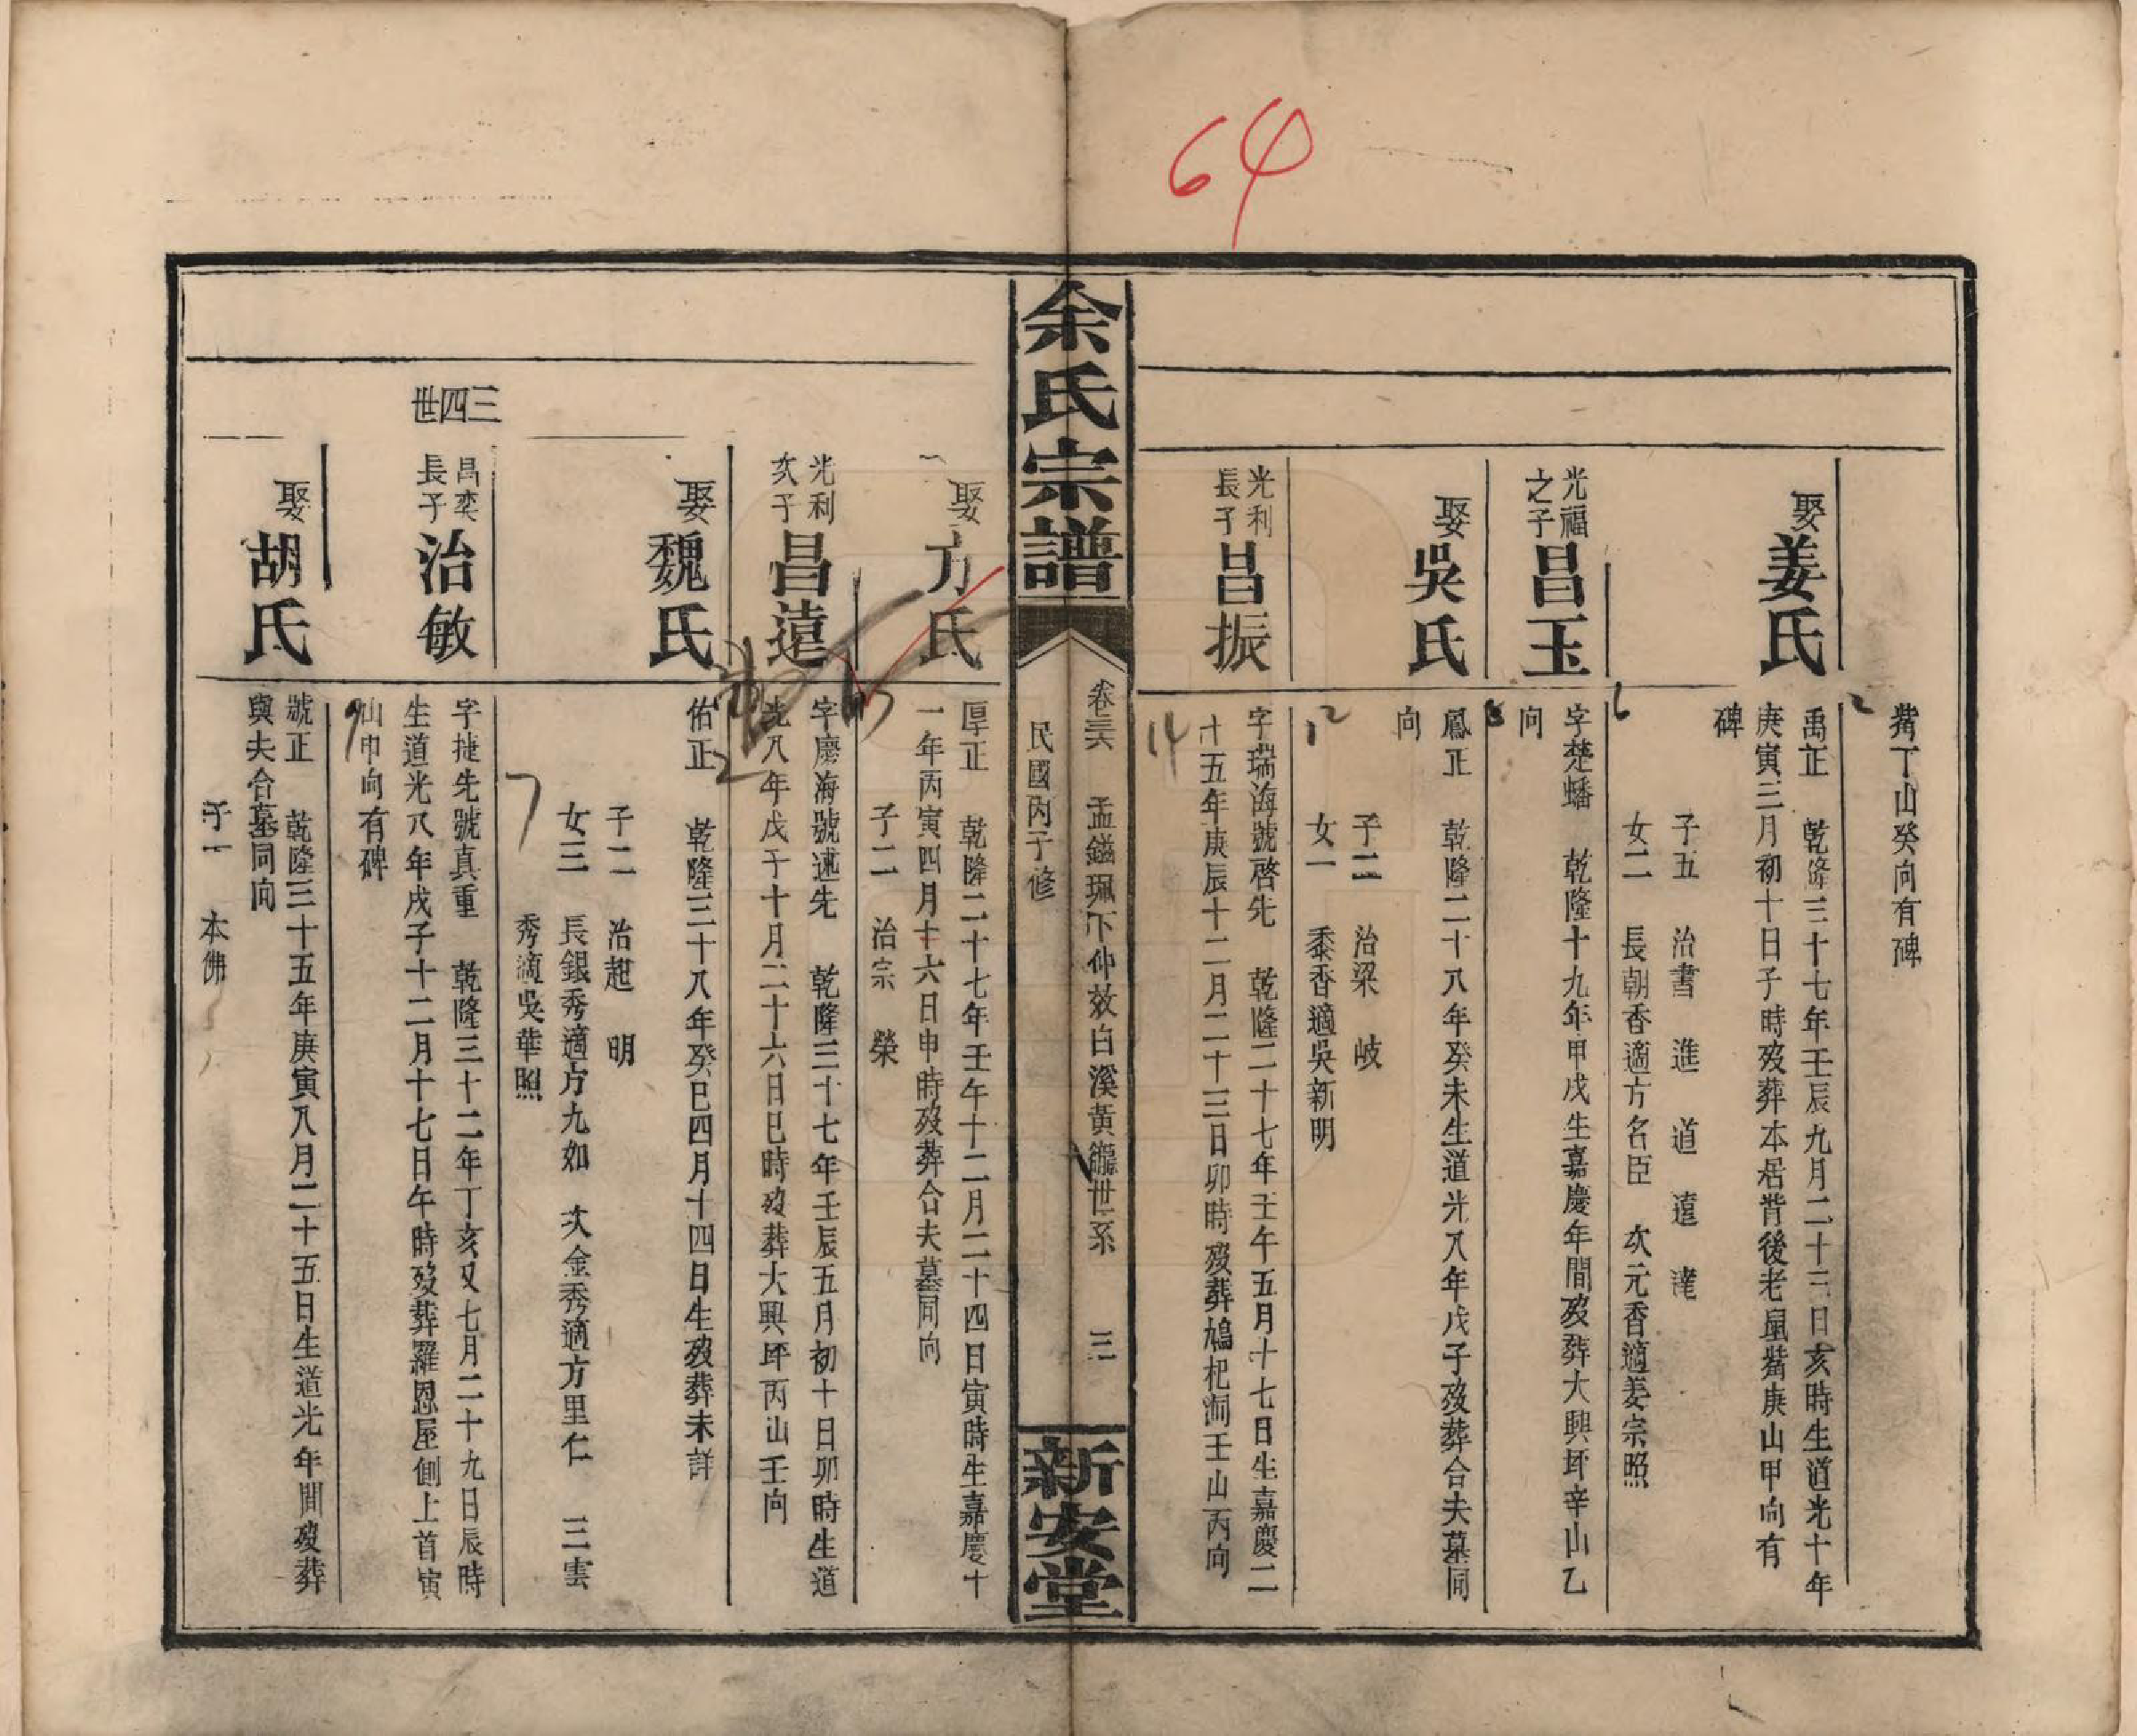 64
觜丁山癸向有碑
娶姜氏
禹正 乾隆三十七年壬辰九月二十三日亥時生道光十年
庚寅三月初十日子時歿葬本居背後老鼠觜庚山甲向有
碑
子五 治書 進 道 遠 達
女二 長朝香適方名臣 次元香適姜宗照
光福
之子
昌玉
字楚蟠 乾隆十九年甲戌生嘉慶年間歿葬大興坪辛山乙
向
娶吳氏
鳳正 乾隆二十八年癸未生道光八年戊子歿葬合夫墓同
向
子二 治梁 岐
女一 黍香適吳新明
光利
長子
昌振
字瑞海號啓先 乾隆二十七年壬午五月十七日生嘉慶二
十五年庚辰十二月二十三日卯時歿葬鳩杷洞壬山丙向
余氏宗譜
卷三六 孟鎰珮下仲效白溪黃 世系 三
民國丙子修
新安堂
娶方氏
厚正 乾隆二十七年壬午十二月二十四日寅時生嘉慶十
一年丙寅四月十六日申時歿葬合夫墓同向
子二 治宗 榮
光利
次子
昌遠
字慶海號述先 乾隆三十七年壬辰五月初十日卯時生道
光八年戊子十月二十六日巳時歿葬大興坪丙山壬向
娶魏氏
佑正 乾隆三十八年癸巳四月十四日生歿葬未詳
子二 治起 明
女三 長銀秀適方九如 次金秀適方里仁 三雲
秀適吳華照
三四世
昌奕
長子
治敏
字捷先號真重 乾隆三十二年丁亥又七月二十九日辰時
生道光八年戊子十二月十七日午時歿葬羅恩屋側上首寅
山申向有碑
娶胡氏
號正 乾隆三十五年庚寅八月二十五日生道光年間歿葬
與夫合墓同向
子一 本佛